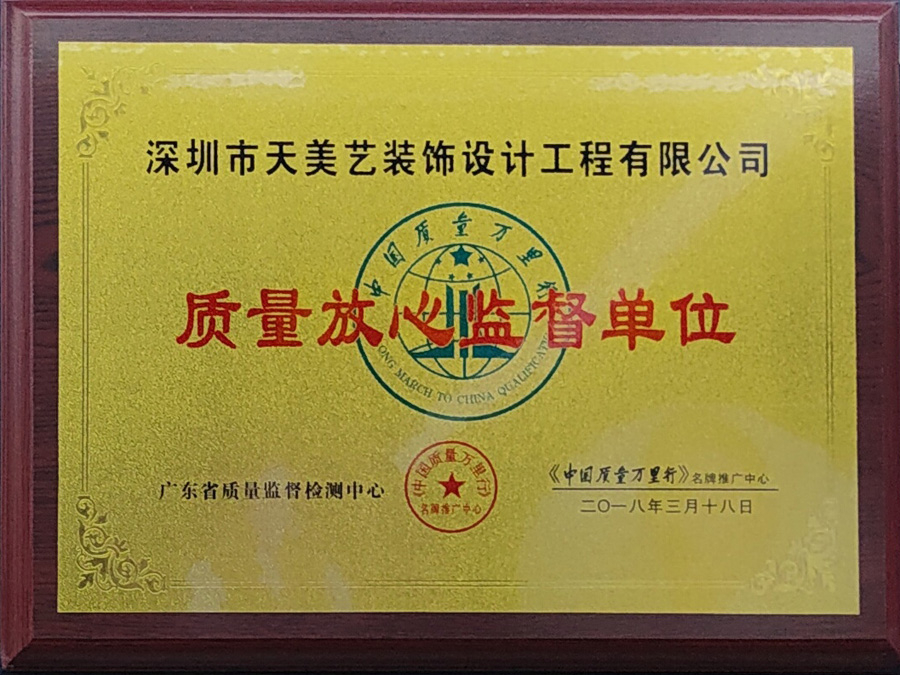 深圳市天美艺装饰设计工程有限公司
中国质量万里行
质量放心监督单位
LONG MARCH TO CHINA QUALIFICATION
广东省质量监督检测中心
《中国质量万里行》
名牌推广中心
《中国质量万里行》名牌推广中心
二〇一八年三月十八日